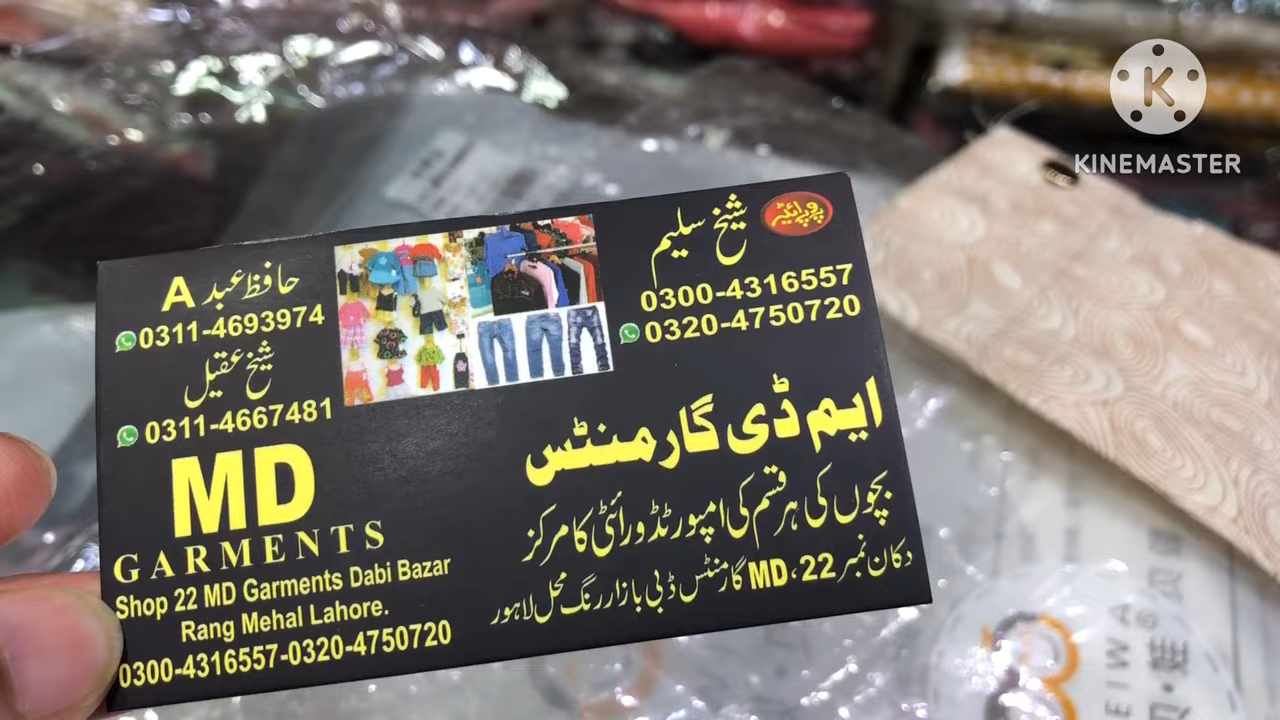 KINEMASTER
پروپرائیٹر
شیخ سلیم
0300-4316557
0320-4750720
حافظ عبد A
0311-4693974
شیخ عقیل
0311-4667481
MD
GARMENTS
Shop 22 MD Garments Dabi Bazar
Rang Mehal Lahore.
0300-4316557-0320-4750720
ایم ڈی گارمنٹس
بچوں کی ہر قسم کی امپورٹڈ ورائٹی کا مرکز
دکان نمبر 22، MD گارمنٹس ڈبی بازار رنگ محل لاہور